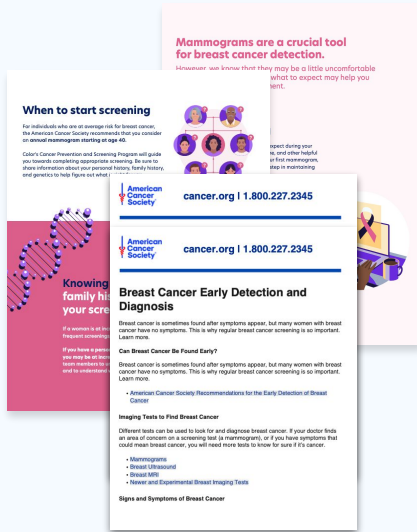 Mammograms are a crucial tool
for breast cancer detection.
However, we know that they may be a little uncomfortable
what to expect may help you
expect during your
and other helpful
ur first mammogram,
step in maintaining
When to start screening
For individuals who are at average risk for breast cancer,
the American Cancer Society recommends that you consider
an annual mammogram starting at age 40.
Color's Cancer Prevention and Screening Program will guide
you towards completing appropriate screening. Be sure to
share information about your personal history, family history,
and genetics to help figure out what
Knowing
family his
your scre
If a woman is at
frequent screenings
If you have a perso
you may be at incre
team members to
and to understand
American
Cancer
Society
cancer.org | 1.800.227.2345
American
Cancer
Society
cancer.org | 1.800.227.2345
Breast Cancer Early Detection and
Diagnosis
Breast cancer is sometimes found after symptoms appear, but many women with breast
cancer have no symptoms. This is why regular breast cancer screening is so important.
Learn more.
Can Breast Cancer Be Found Early?
Breast cancer is sometimes found after symptoms appear, but many women with breast
cancer have no symptoms. This is why regular breast cancer screening is so important.
Learn more.
• American Cancer Society Recommendations for the Early Detection of Breast
Cancer
Imaging Tests to Find Breast Cancer
Different tests can be used to look for and diagnose breast cancer. If your doctor finds
an area of concern on a screening test (a mammogram), or if you have symptoms that
could mean breast cancer, you will need more tests to know for sure if it's cancer.
• Mammograms
• Breast Ultrasound
• Breast MRI
• Newer and Experimental Breast Imaging Tests
Signs and Symptoms of Breast Cancer